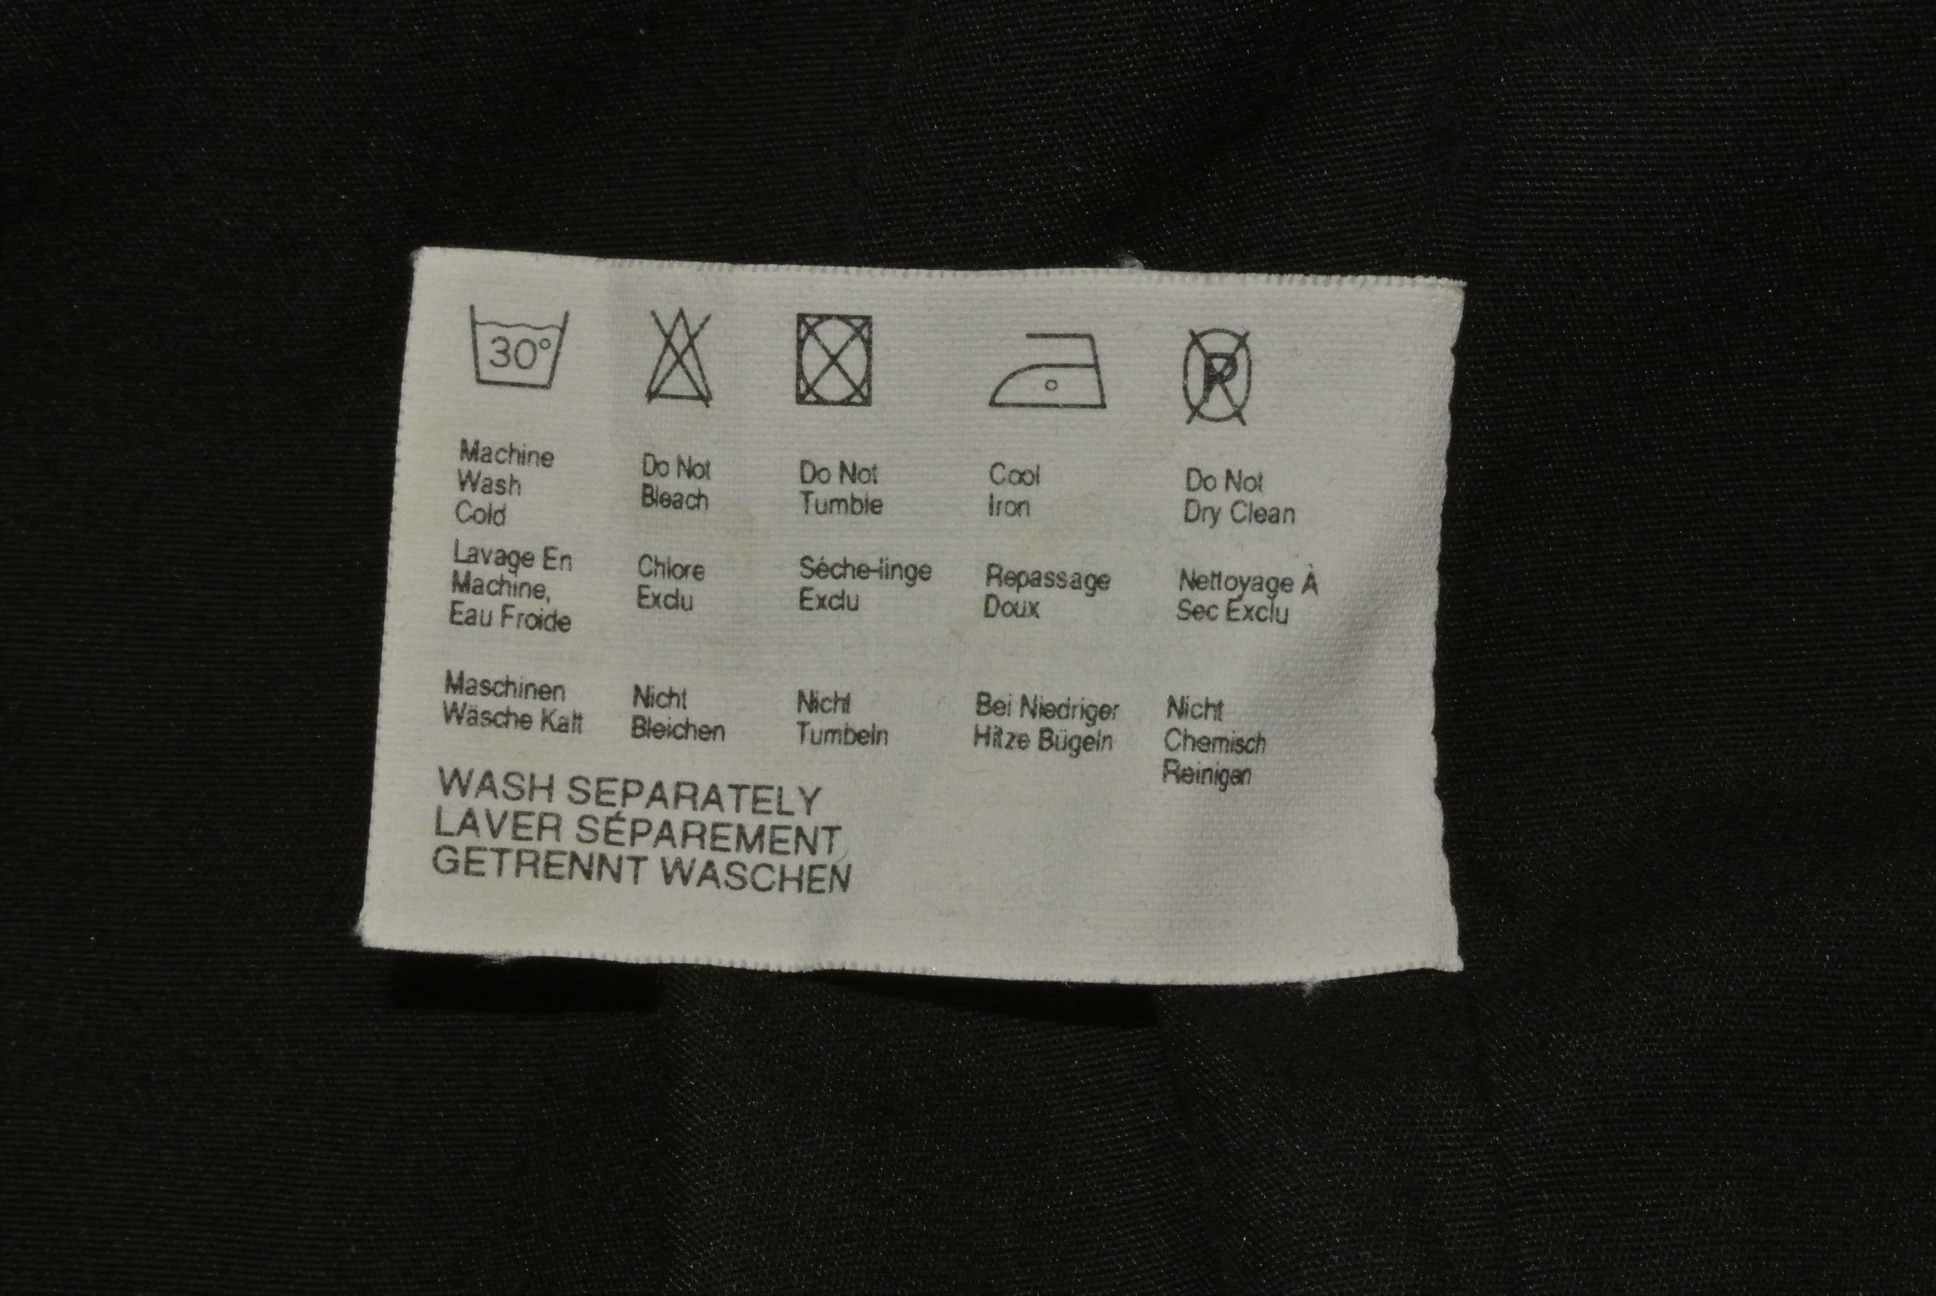 30°
P
Machine
Wash
Cold
Do Not
Bleach
Do Not
Tumble
Cool
Iron
Do Not
Dry Clean
Lavage En
Machine,
Eau Froide
Chlore
Exclu
Séche-linge
Exclu
Repassage
Doux
Nettoyage À
Sec Exclu
Maschinen
Wäsche Kalt
Nicht
Bleichen
Nicht
Tumbeln
Bei Niedriger
Hitze Bügeln
Nicht
Chemisch
Reinigen
WASH SEPARATELY
LAVER SÉPAREMENT
GETRENNT WASCHEN